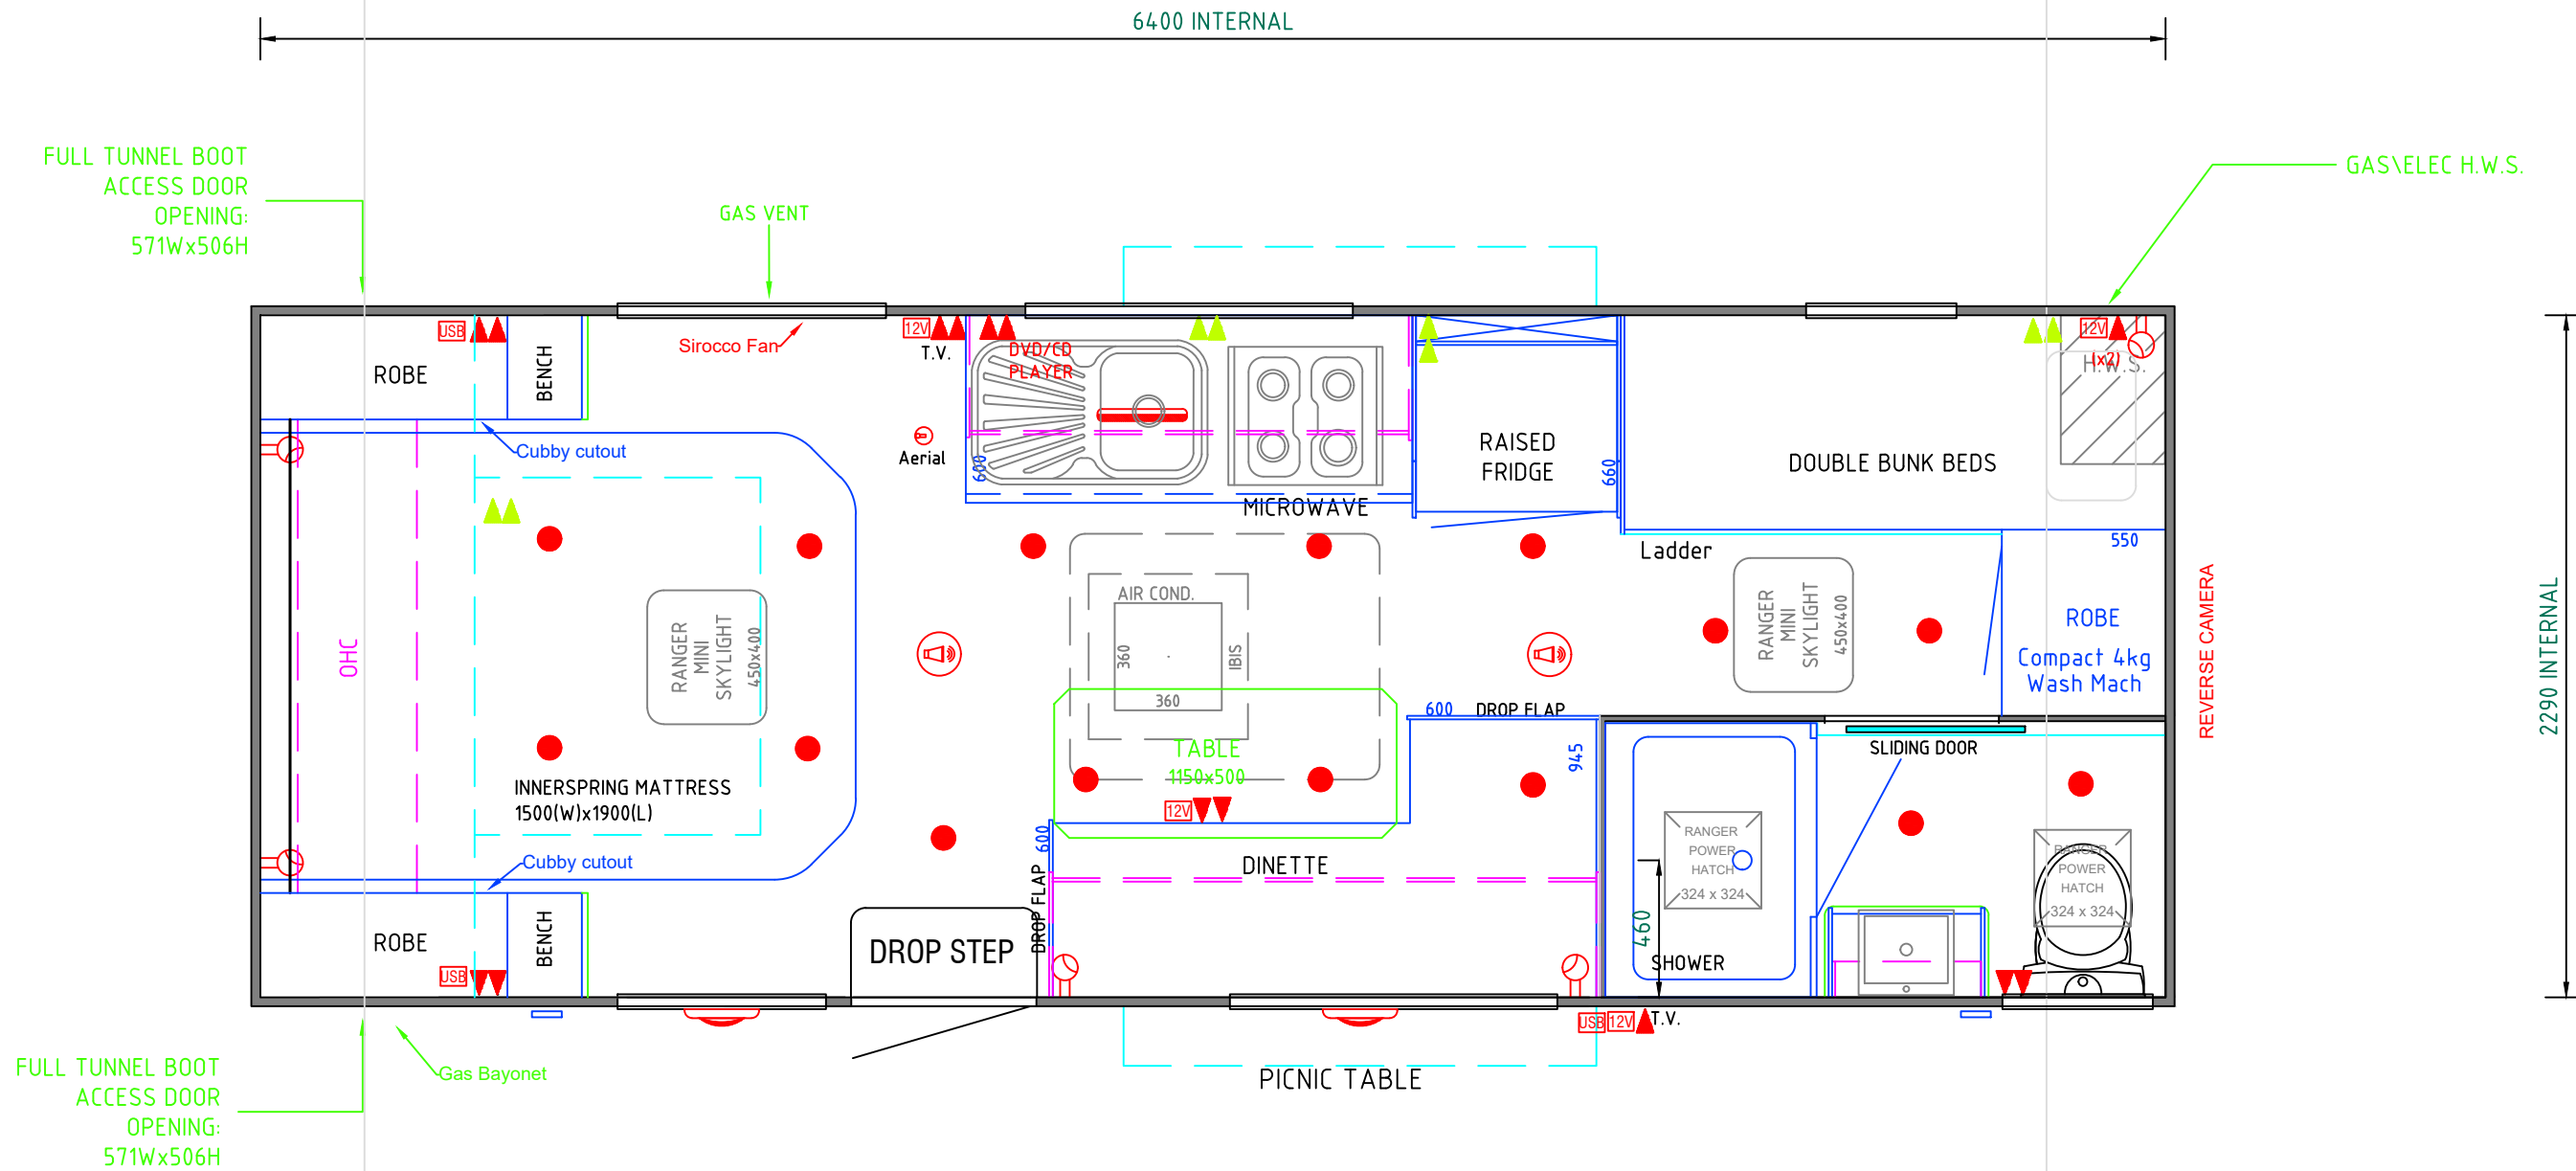 6400 INTERNAL
FULL TUNNEL BOOT
ACCESS DOOR
OPENING:
571Wx506H
GAS VENT
GAS\ELEC H.W.S.
USB
ROBE
BENCH
Sirocco Fan
12V
T.V.
DVD/CD
PLAYER
Aerial
600
MICROWAVE
RAISED
FRIDGE
660
DOUBLE BUNK BEDS
12V
(x2)
H.W.S.
Cubby cutout
OHC
RANGER
MINI
SKYLIGHT
450x400
INNERSPRING MATTRESS
1500(W)x1900(L)
Cubby cutout
AIR COND.
360
IBIS
360
TABLE
1150x500
12V
Ladder
RANGER
MINI
SKYLIGHT
450x400
550
ROBE
Compact 4kg
Wash Mach
REVERSE CAMERA
2290 INTERNAL
600
DROP FLAP
945
SLIDING DOOR
600
DROP FLAP
DINETTE
RANGER
POWER
HATCH
324 x 324
460
SHOWER
RANGER
POWER
HATCH
324 x 324
ROBE
BENCH
USB
DROP STEP
USB
12V
T.V.
Gas Bayonet
PICNIC TABLE
FULL TUNNEL BOOT
ACCESS DOOR
OPENING:
571WX506H